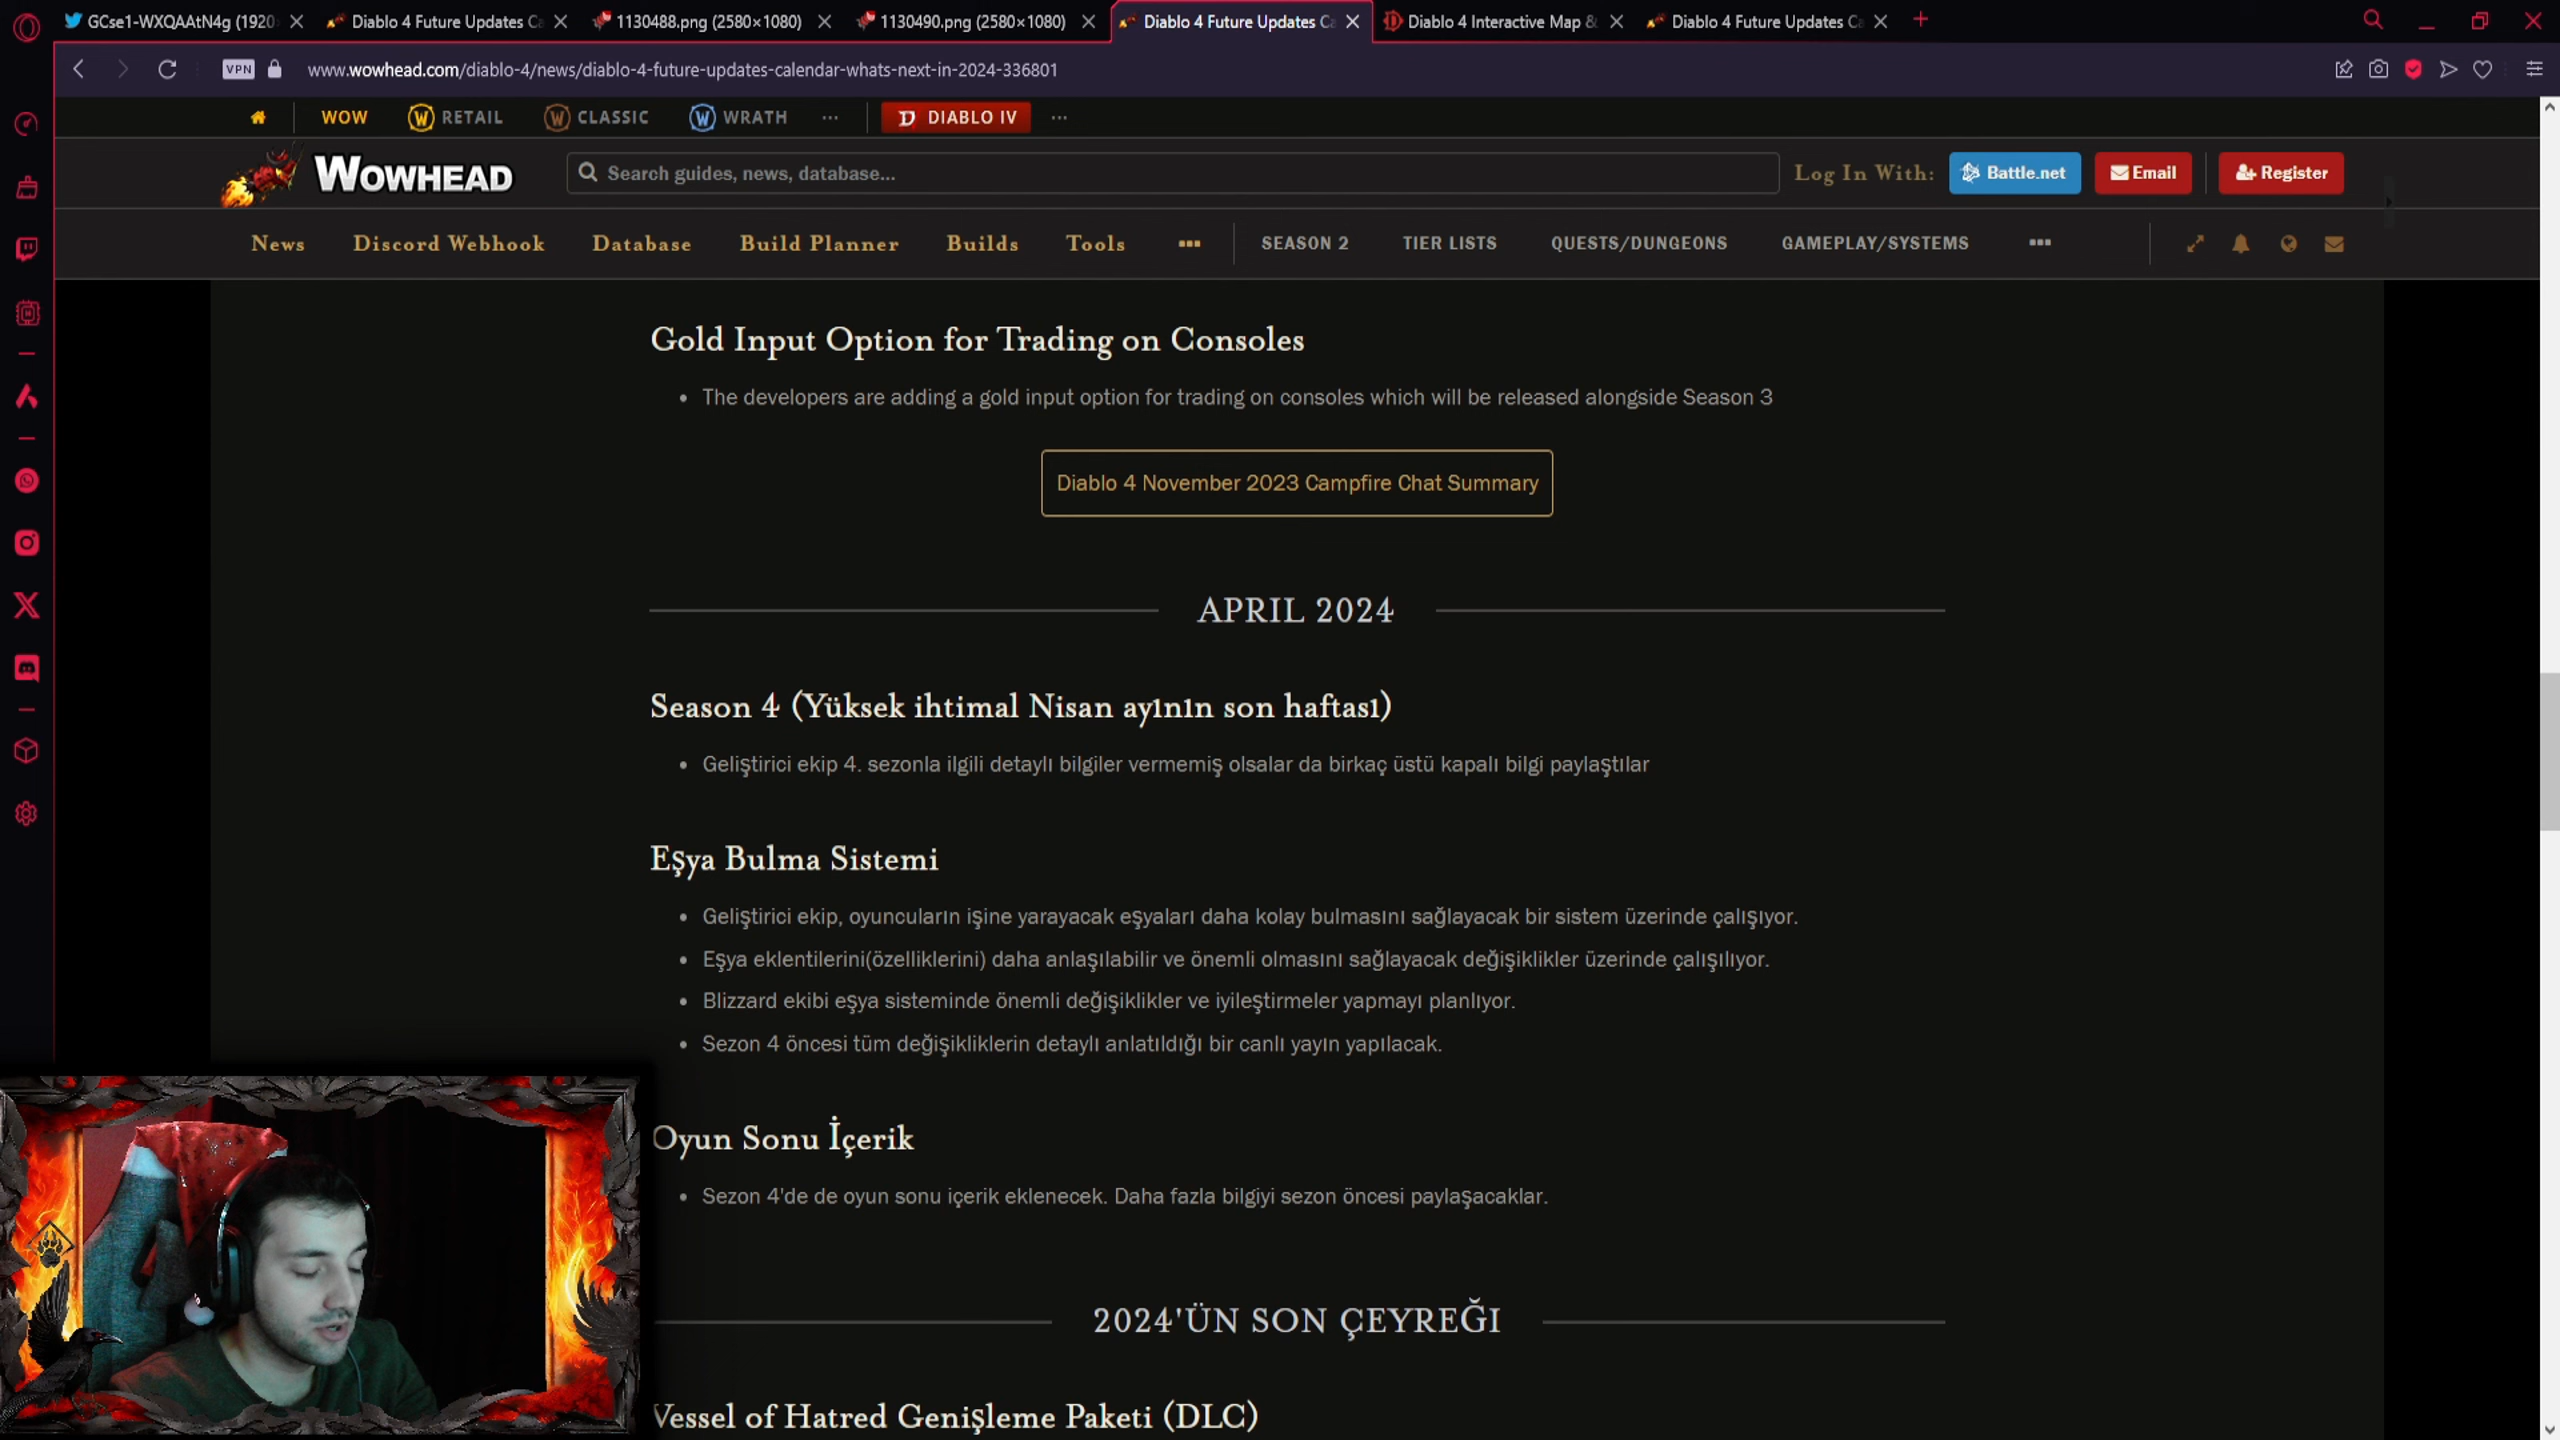 GCse1-WXQAAtN4g (1920
Diablo 4 Future Updates Ca
1130488.png (2580×1080)
1130490.png (2580×1080)
Diablo 4 Future Updates Ca
Diablo 4 Interactive Map &
Diablo 4 Future Updates Ca
VPN
www.wowhead.com/diablo-4/news/diablo-4-future-updates-calendar-whats-next-in-2024-336801
WOW
RETAIL
CLASSIC
WRATH
DIABLO IV
WOWHEAD
Search guides, news, database...
Log In With:
Battle.net
Email
Register
News
Discord Webhook
Database
Build Planner
Builds
Tools
SEASON 2
TIER LISTS
QUESTS/DUNGEONS
GAMEPLAY/SYSTEMS
Gold Input Option for Trading on Consoles
The developers are adding a gold input option for trading on consoles which will be released alongside Season 3
Diablo 4 November 2023 Campfire Chat Summary
APRIL 2024
Season 4 (Yüksek ihtimal Nisan ayının son haftası)
Geliştirici ekip 4. sezonla ilgili detaylı bilgiler vermemiş olsalar da birkaç üstü kapalı bilgi paylaştılar
Eşya Bulma Sistemi
Geliştirici ekip, oyuncuların işine yarayacak eşyaları daha kolay bulmasını sağlayacak bir sistem üzerinde çalışıyor.
Eşya eklentilerini(özelliklerini) daha anlaşılabilir ve önemli olmasını sağlayacak değişiklikler üzerinde çalışılıyor.
Blizzard ekibi eşya sisteminde önemli değişiklikler ve iyileştirmeler yapmayı planlıyor.
Sezon 4 öncesi tüm değişikliklerin detaylı anlatıldığı bir canlı yayın yapılacak.
Oyun Sonu İçerik
Sezon 4'de de oyun sonu içerik eklenecek. Daha fazla bilgiyi sezon öncesi paylaşacaklar.
2024'ÜN SON ÇEYREĞI
Vessel of Hatred Genişleme Paketi (DLC)